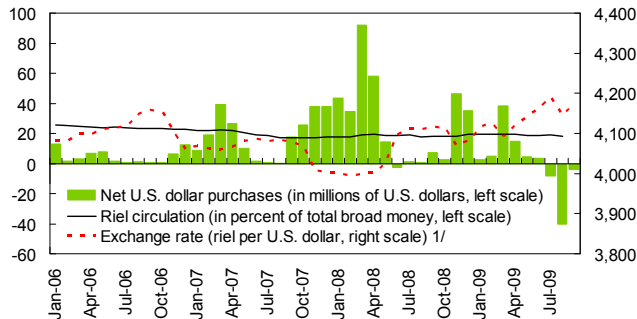 100
80
60
40
20
0
-20
-40
-60
4,400
4,300
4,200
4,100
4,000
3,900
3,800
Net U.S. dollar purchases (in millions of U.S. dollars, left scale)
Riel circulation (in percent of total broad money, left scale)
Exchange rate (riel per U.S. dollar, right scale) 1/
Jan-06
Apr-06
Jul-06
Oct-06
Jan-07
Apr-07
Jul-07
Oct-07
Jan-08
Apr-08
Jul-08
Oct-08
Jan-09
Apr-09
Jul-09